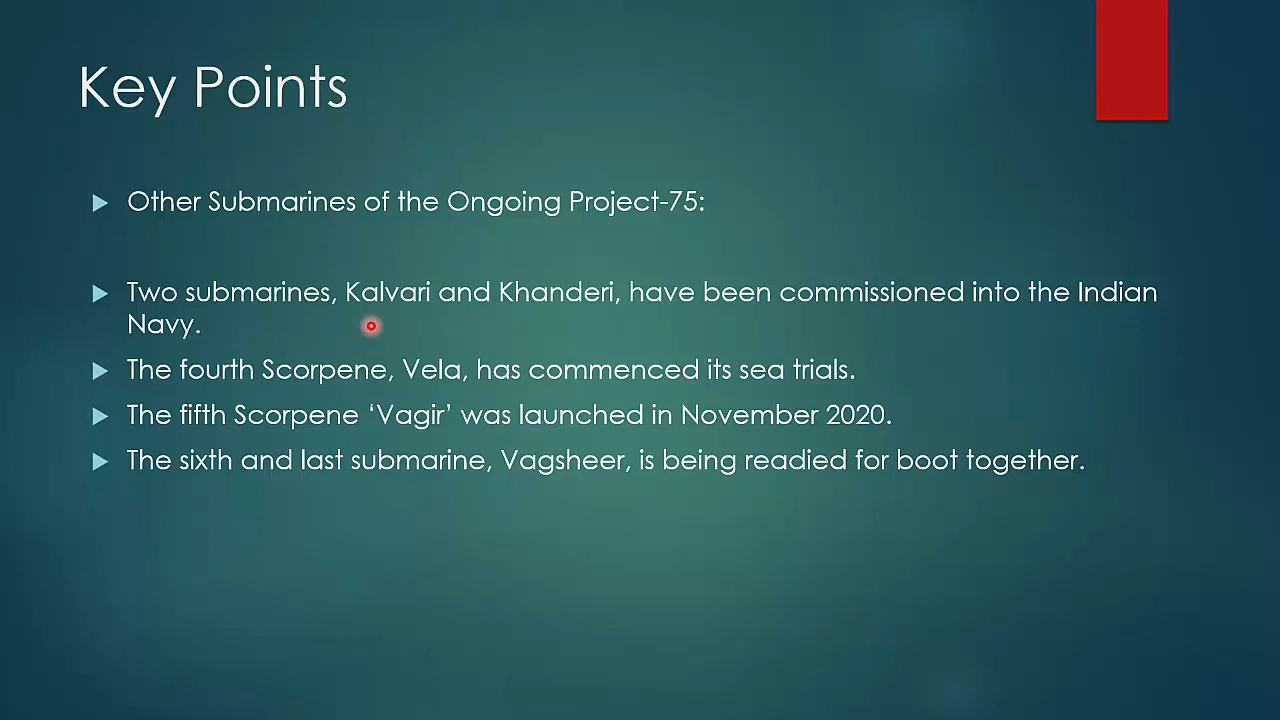 Key Points
Other Submarines of the Ongoing Project-75:
Two submarines, Kalvari and Khanderi, have been commissioned into the Indian
Navy.
The fourth Scorpene, Vela, has commenced its sea trials.
The fifth Scorpene ‘Vagir’ was launched in November 2020.
The sixth and last submarine, Vagsheer, is being readied for boot together.